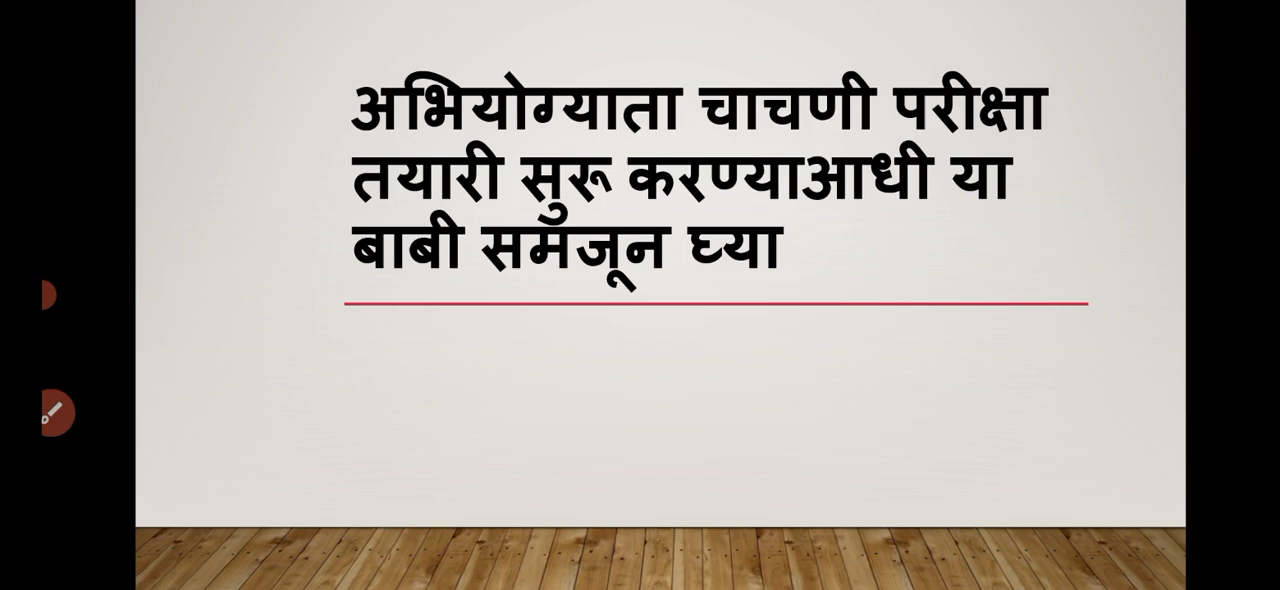 अभियोग्याता चाचणी परीक्षा
तयारी सुरू करण्याआधी या
बाबी समजून घ्या